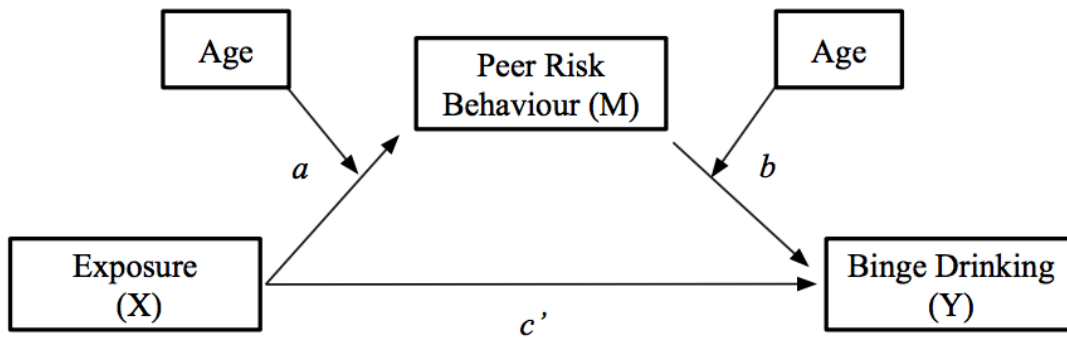 Age
Peer Risk
Behaviour (M)
Age
a
b
Exposure
(X)
Binge Drinking
(Y)
c’